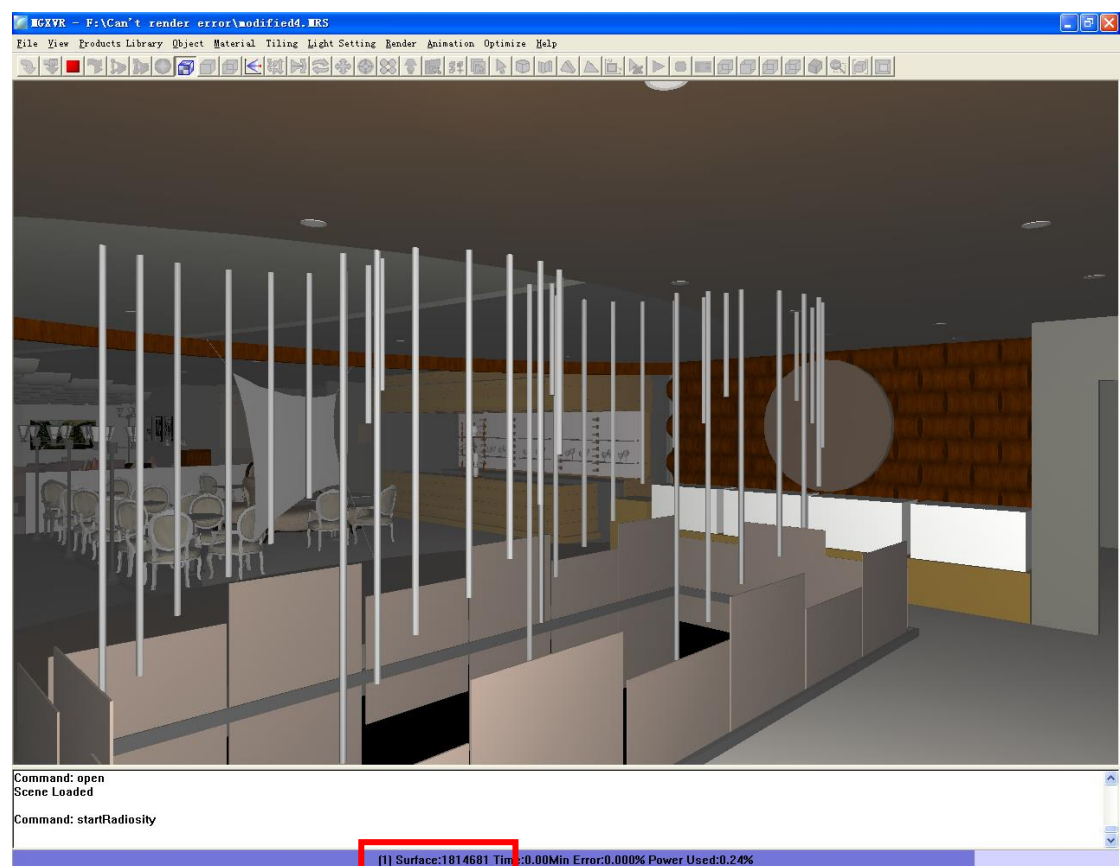 MGXVR - F:\Can't render error\modified4.MRS
File View Products Library Object Material Tiling Light Setting Render Animation Optimize Help
Command: open
Scene Loaded
Command: startRadiosity
(1) Surface:1814681 Time:0.00Min Error:0.000% Power Used:0.24%